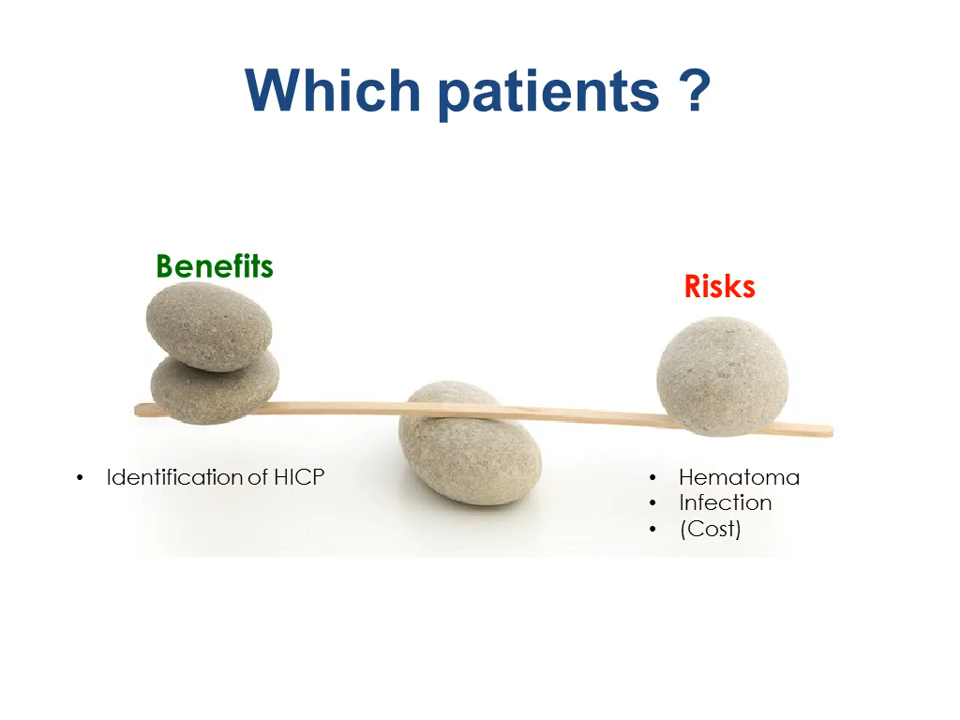 Which patients ?
Benefits
Risks
• Identification of HICP
• Hematoma
• Infection
• (Cost)